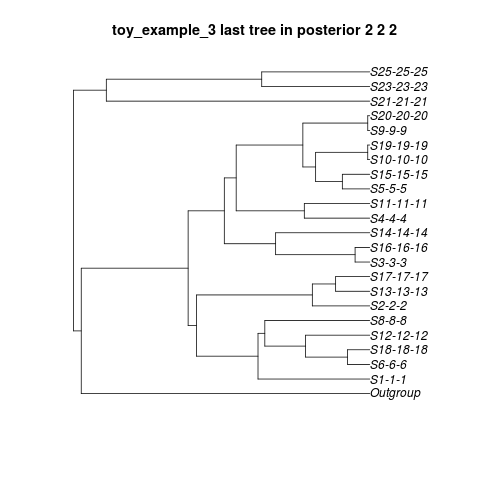 toy_example_3 last tree in posterior 2 2 2
S25-25-25
S23-23-23
S21-21-21
S20-20-20
S9-9-9
S19-19-19
S10-10-10
S15-15-15
S5-5-5
S11-11-11
S4-4-4
S14-14-14
S16-16-16
S3-3-3
S17-17-17
S13-13-13
S2-2-2
S8-8-8
S12-12-12
S18-18-18
S6-6-6
S1-1-1
Outgroup